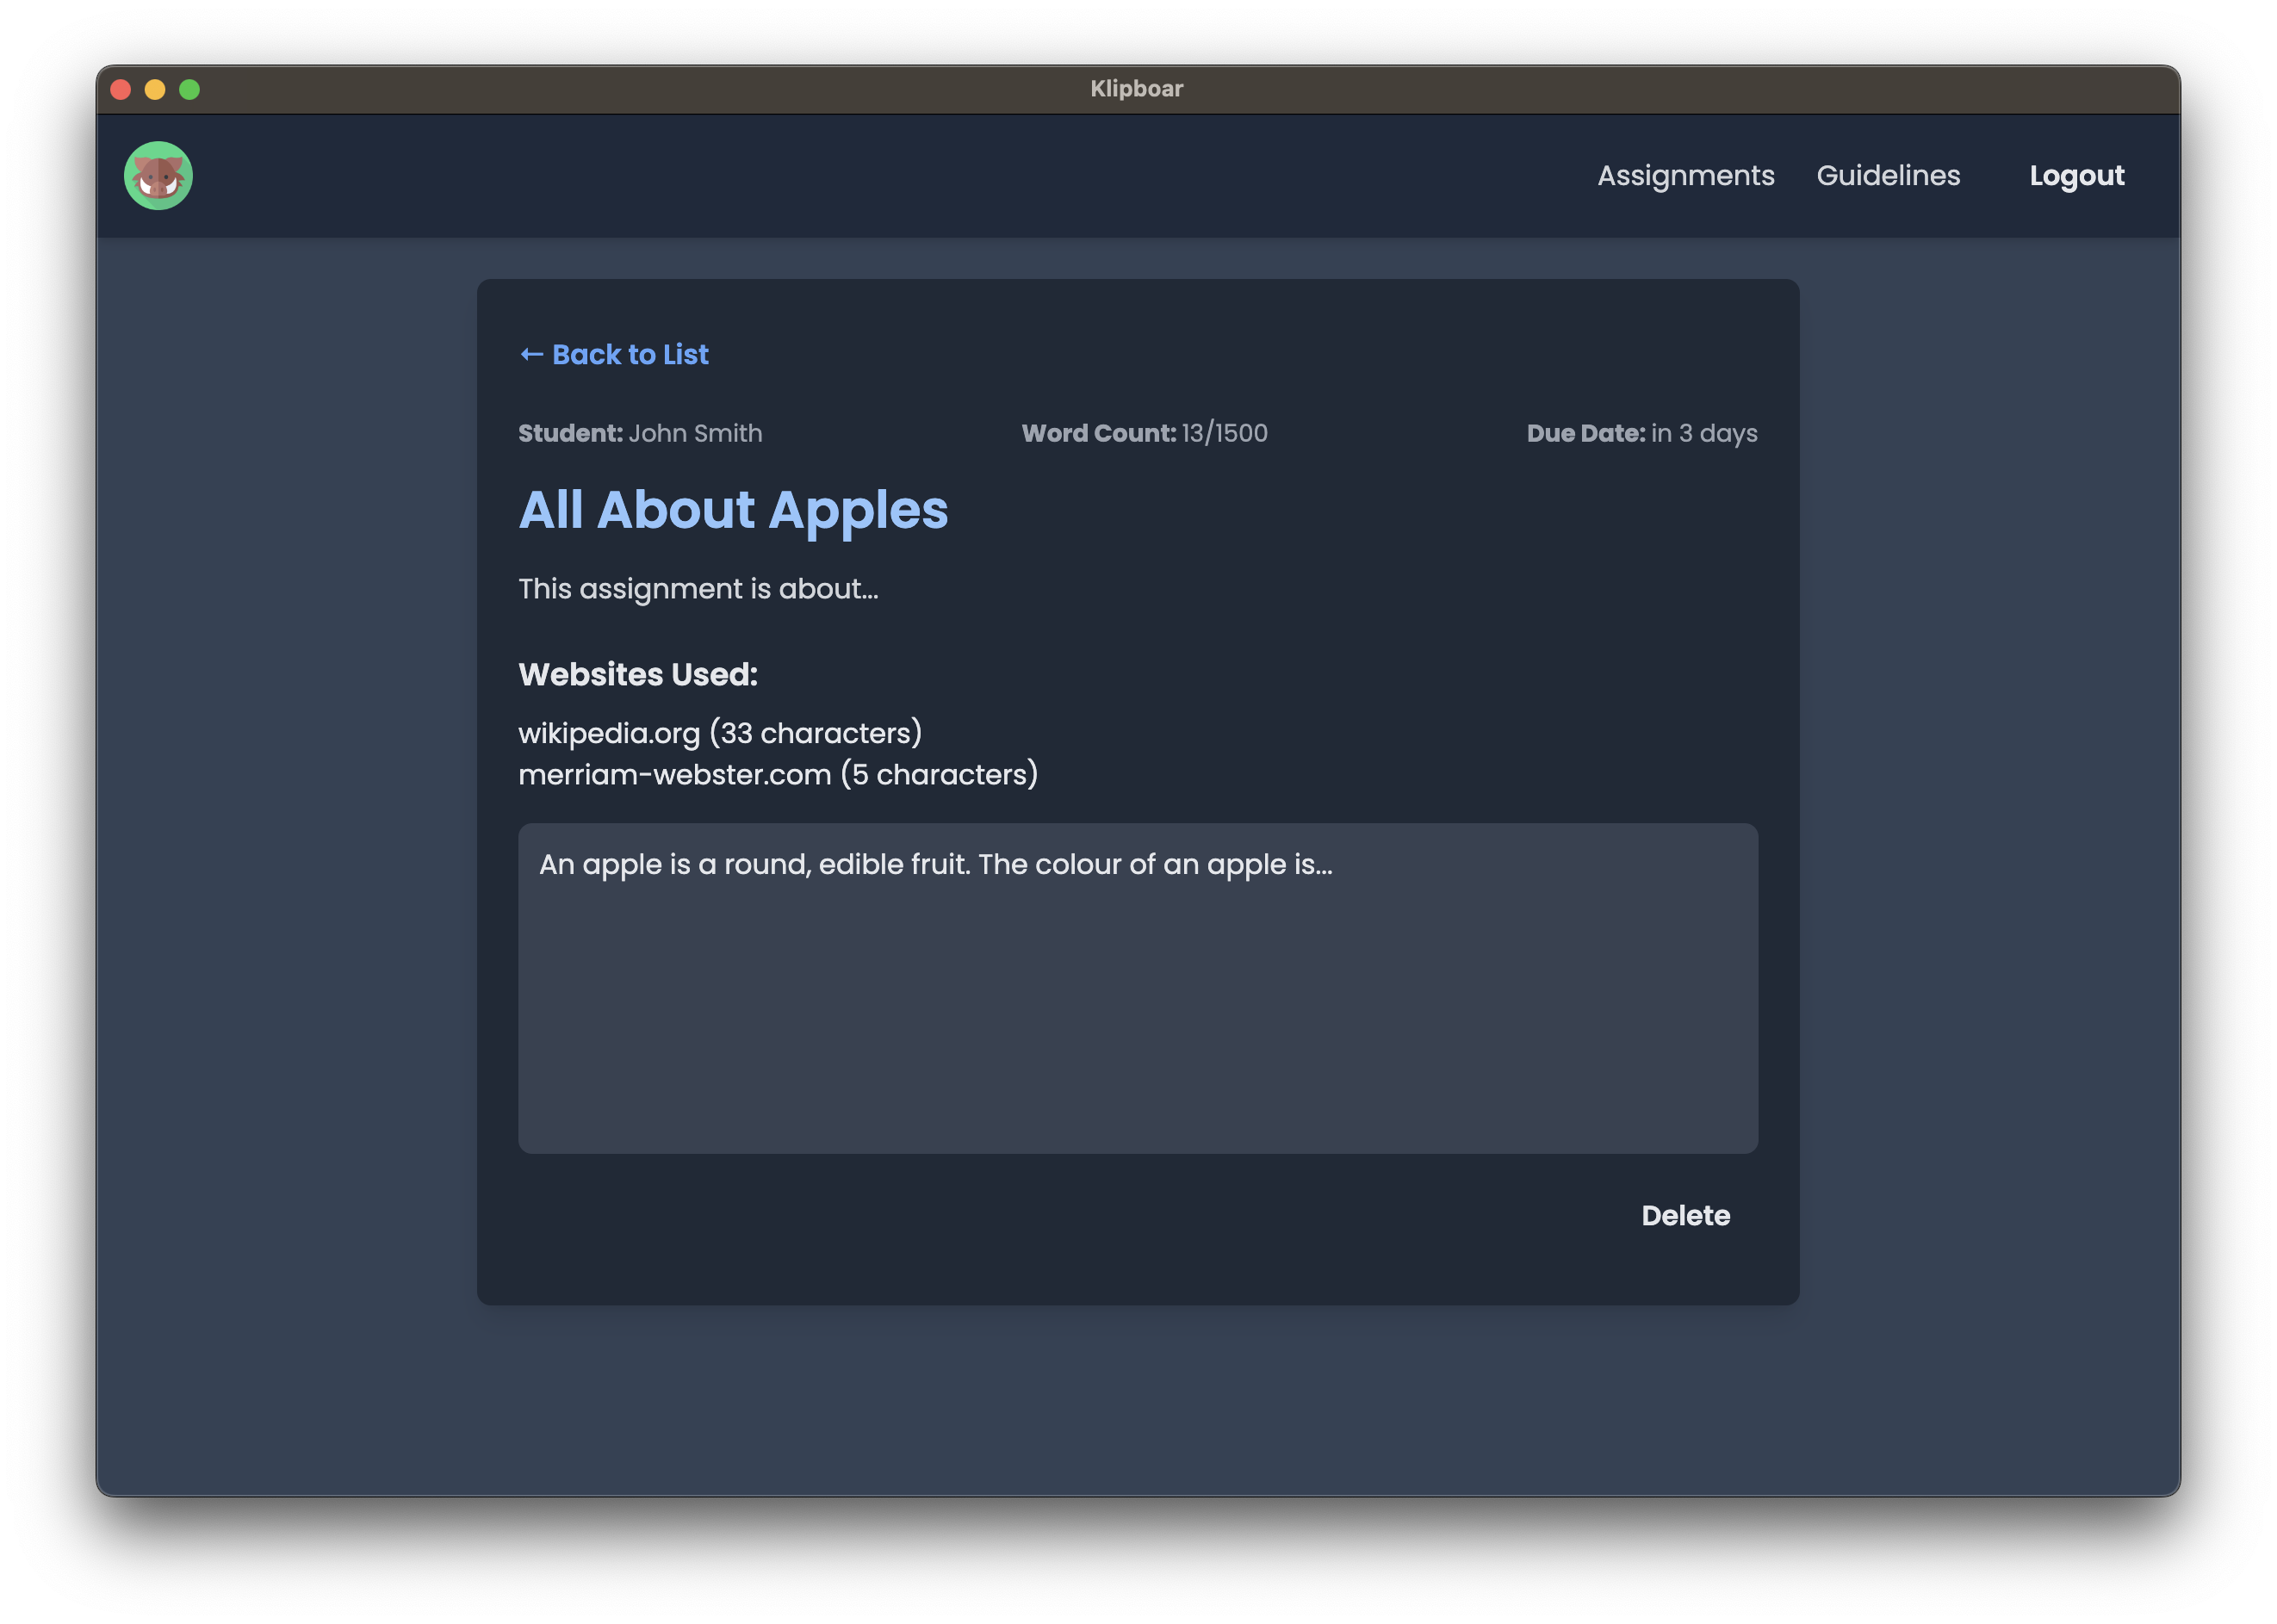 Klipboar
Assignments Guidelines Logout
← Back to List
Student: John Smith Word Count: 13/1500 Due Date: in 3 days
All About Apples
This assignment is about...
Websites Used:
wikipedia.org (33 characters)
merriam-webster.com (5 characters)
An apple is a round, edible fruit. The colour of an apple is...
Delete